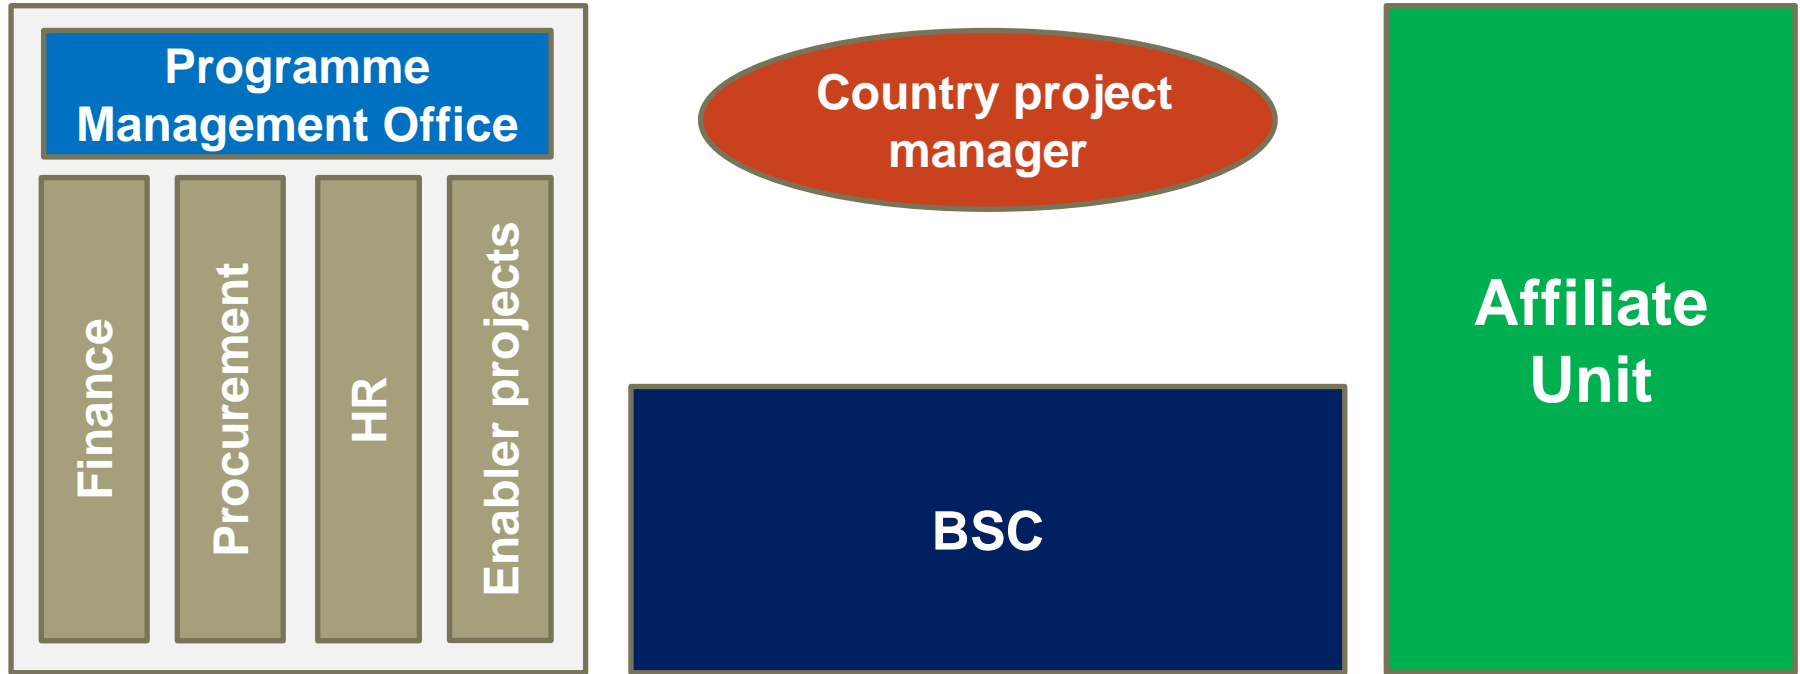 Programme
Management Office
Finance
Procurement
HR
Enabler projects
Country project
manager
BSC
Affiliate
Unit